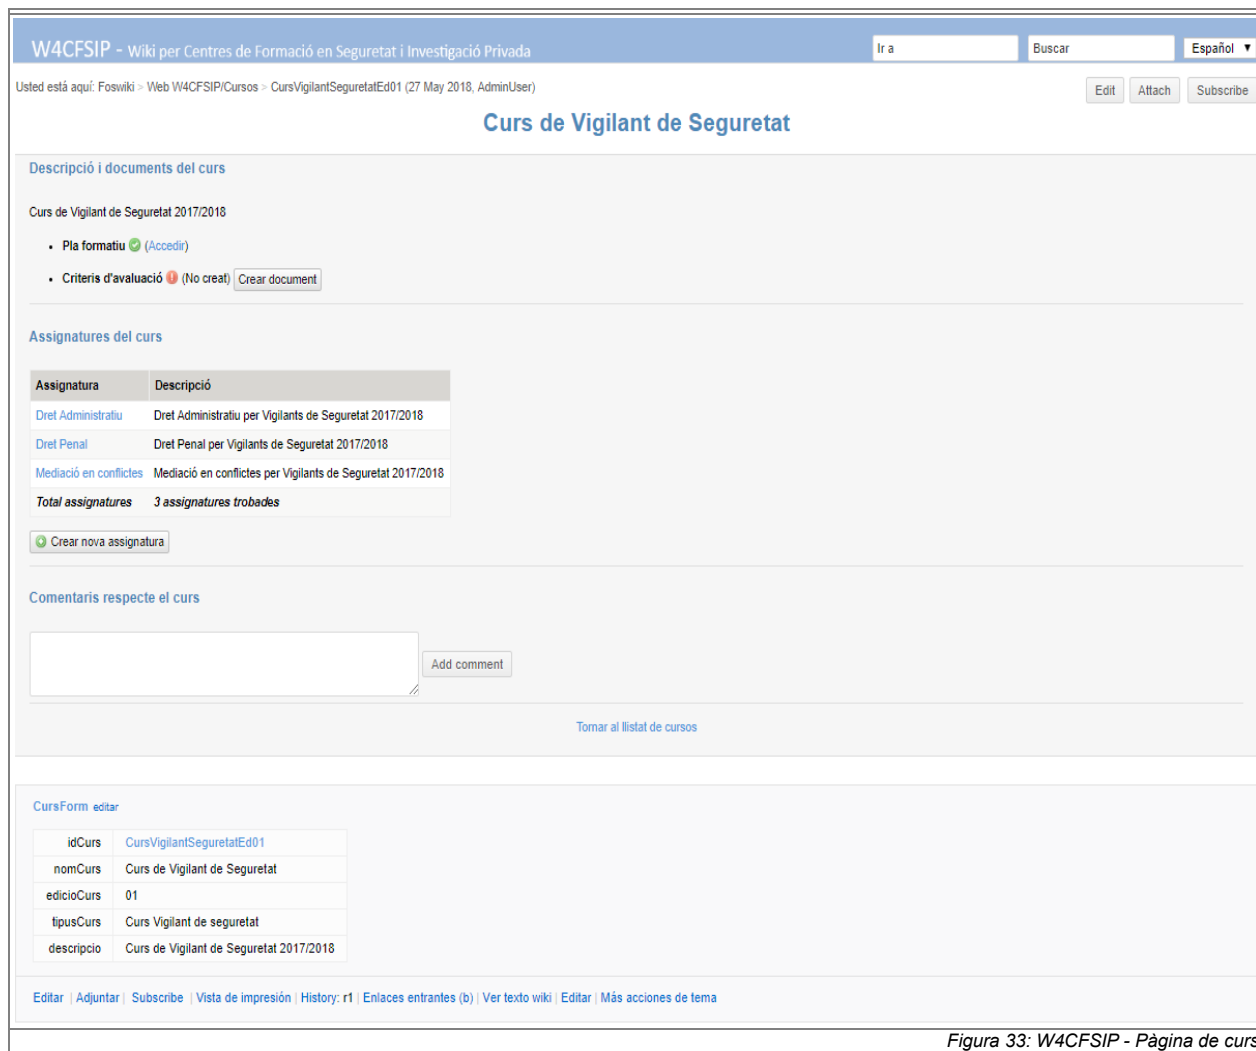 W4CFSIP - Wiki per Centres de Formació en Seguretat i Investigació Privada
Ir a
Buscar
Español
Usted está aquí: Foswiki > Web W4CFSIP/Cursos > CursVigilantSeguretatEd01 (27 May 2018, AdminUser)
Edit
Attach
Subscribe
Curs de Vigilant de Seguretat
Descripció i documents del curs
Curs de Vigilant de Seguretat 2017/2018
• Pla formatiu (Accedir)
• Criteris d'avaluació (No creat) Crear document
Assignatures del curs
Assignatura Descripció
Dret Administratiu Dret Administratiu per Vigilants de Seguretat 2017/2018
Dret Penal Dret Penal per Vigilants de Seguretat 2017/2018
Mediació en conflictes Mediació en conflictes per Vigilants de Seguretat 2017/2018
Total assignatures 3 assignatures trobades
Crear nova assignatura
Comentaris respecte el curs
Add comment
Tornar al llistat de cursos
CursForm editar
idCurs CursVigilantSeguretatEd01
nomCurs Curs de Vigilant de Seguretat
edicioCurs 01
tipusCurs Curs Vigilant de seguretat
descripcio Curs de Vigilant de Seguretat 2017/2018
Editar | Adjuntar | Subscribe | Vista de impresión | History: r1 | Enlaces entrantes (b) | Ver texto wiki | Editar | Más acciones de tema
Figura 33: W4CFSIP - Pàgina de curs